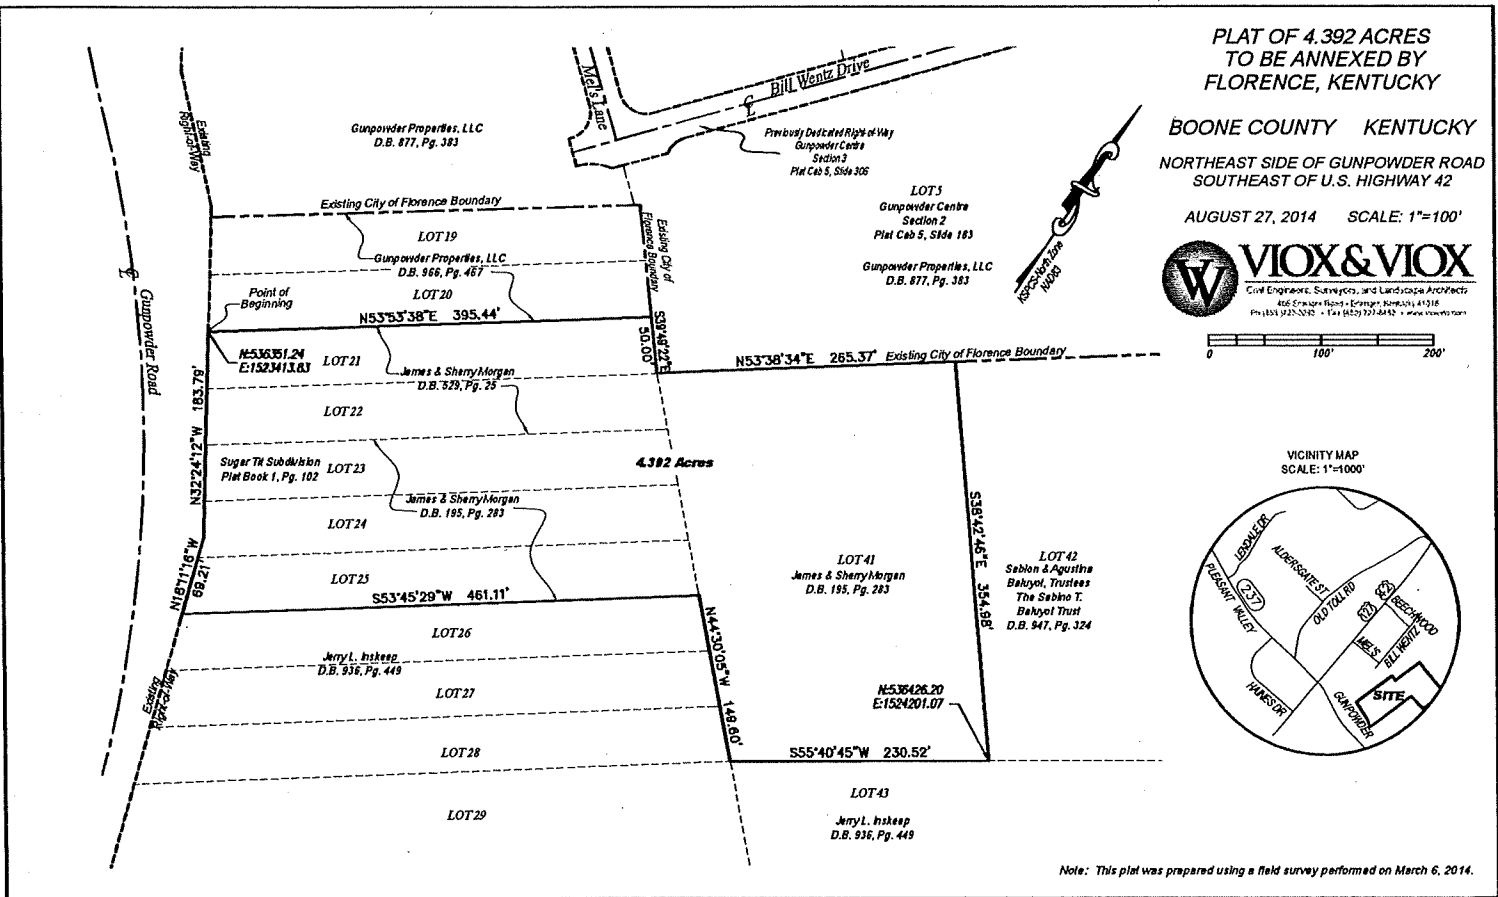 PLAT OF 4.392 ACRES
TO BE ANNEXED BY
FLORENCE, KENTUCKY
BOONE COUNTY KENTUCKY
NORTHEAST SIDE OF GUNPOWDER ROAD
SOUTHEAST OF U.S. HIGHWAY 42
AUGUST 27, 2014 SCALE: 1"=100'
VIOX & VIOX
Civil Engineers, Surveyors, and Landscape Architects
0 100' 200'
Mel's Lane
Bill Wentz Drive
Existing
Right-of-Way
Gunpowder Properties, LLC
D.B. 877, Pg. 383
Previously Dedicated Right-of-Way
Gunpowder Centre
Section 3
Plat Cab 5, Slide 306
LOT 5
Gunpowder Centre
Section 2
Plat Cab 5, Slide 183
Gunpowder Properties, LLC
D.B. 877, Pg. 383
KSPCS-North Zone
NAD83
Existing City of Florence Boundary
LOT 19
Gunpowder Properties, LLC
D.B. 966, Pg. 467
LOT 20
Existing City of
Florence Boundary
Point of
Beginning
N53°53'38"E 395.44'
N:536351.24
E:1523413.83
LOT 21
S39°49'22"E
50.00'
N53°38'34"E 265.37'
Existing City of Florence Boundary
James & Sherry Morgan
D.B. 529, Pg. 25
LOT 22
Gunpowder Road
N32°24'12"W 183.79'
Sugar Tit Subdivision
Plat Book 1, Pg. 102
LOT 23
4.392 Acres
James & Sherry Morgan
D.B. 195, Pg. 283
LOT 24
LOT 25
N18°11'16"W
69.21'
S53°45'29"W 461.11'
LOT 41
James & Sherry Morgan
D.B. 195, Pg. 283
S38°42'46"E 354.98'
LOT 42
Sabion & Agustina
Baluyot, Trustees
The Sabino T.
Baluyot Trust
D.B. 947, Pg. 324
LOT 26
Jerry L. Inskeep
D.B. 936, Pg. 449
LOT 27
Existing
Right-of-Way
N44°30'05"W 148.60'
N:536426.20
E:1524201.07
LOT 28
S55°40'45"W 230.52'
LOT 29
LOT 43
Jerry L. Inskeep
D.B. 936, Pg. 449
VICINITY MAP
SCALE: 1"=1000'
LENDALE DR
ALDERSGATE ST
PLEASANT VALLEY
237
OLD TOLL RD
127
42
BEECHWOOD
MEL'S
BILL WENTZ
HAINES DR
GUNPOWDER
SITE
Note: This plat was prepared using a field survey performed on March 6, 2014.